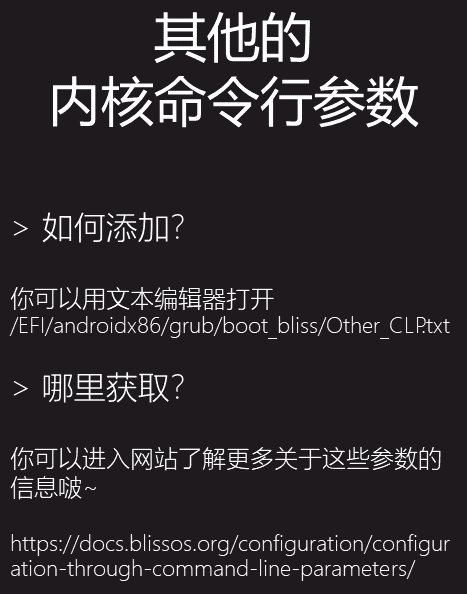 其他的
内核命令行参数
> 如何添加?
你可以用文本编辑器打开
/EFI/androidx86/grub/boot_bliss/Other_CLP.txt
> 哪里获取?
你可以进入网站了解更多关于这些参数的
信息啵~
https://docs.blissos.org/configuration/configur
ation-through-command-line-parameters/